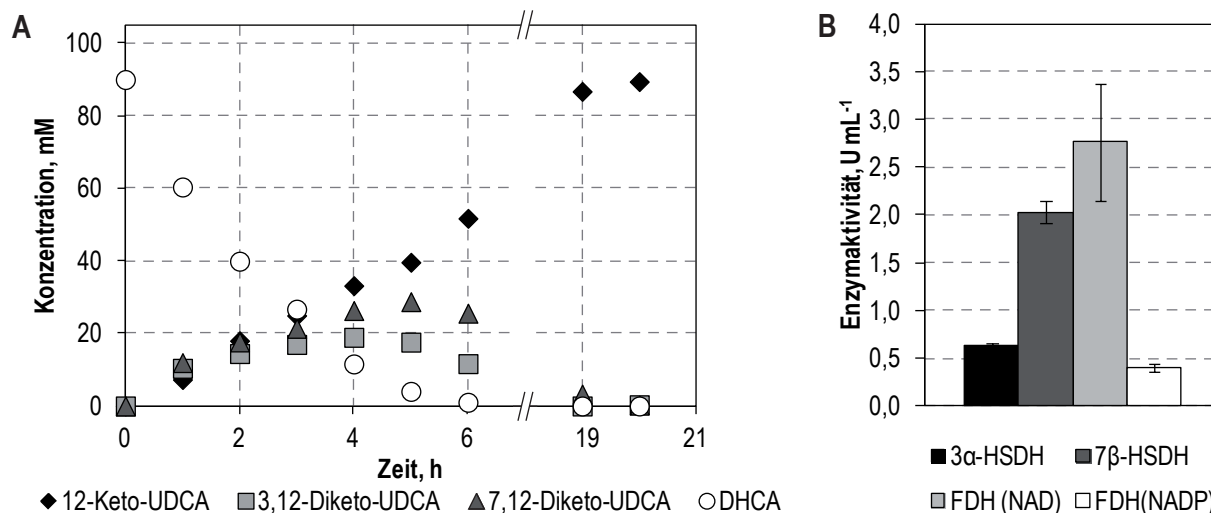 A
Konzentration, mM
100
80
60
40
20
0
0
2
4
6
19
21
Zeit, h
12-Keto-UDCA
3,12-Diketo-UDCA
7,12-Diketo-UDCA
DHCA
B
Enzymaktivität, U mL⁻¹
4,0
3,5
3,0
2,5
2,0
1,5
1,0
0,5
0,0
3α-HSDH
7β-HSDH
FDH (NAD)
FDH(NADP)